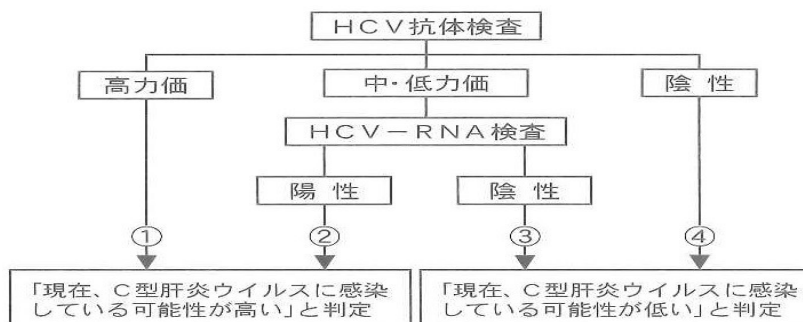 HCV抗体検査
高力価
中・低力価
陰性
HCV－RNA検査
陽性
陰性
①
②
③
④
「現在、C型肝炎ウイルスに感染
している可能性が高い」と判定
「現在、C型肝炎ウイルスに感染
している可能性が低い」と判定